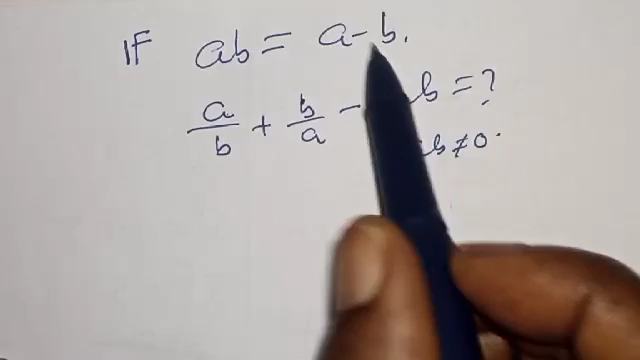 If ab = a-b.
a/b + b/a - b = ?
b ≠ 0.